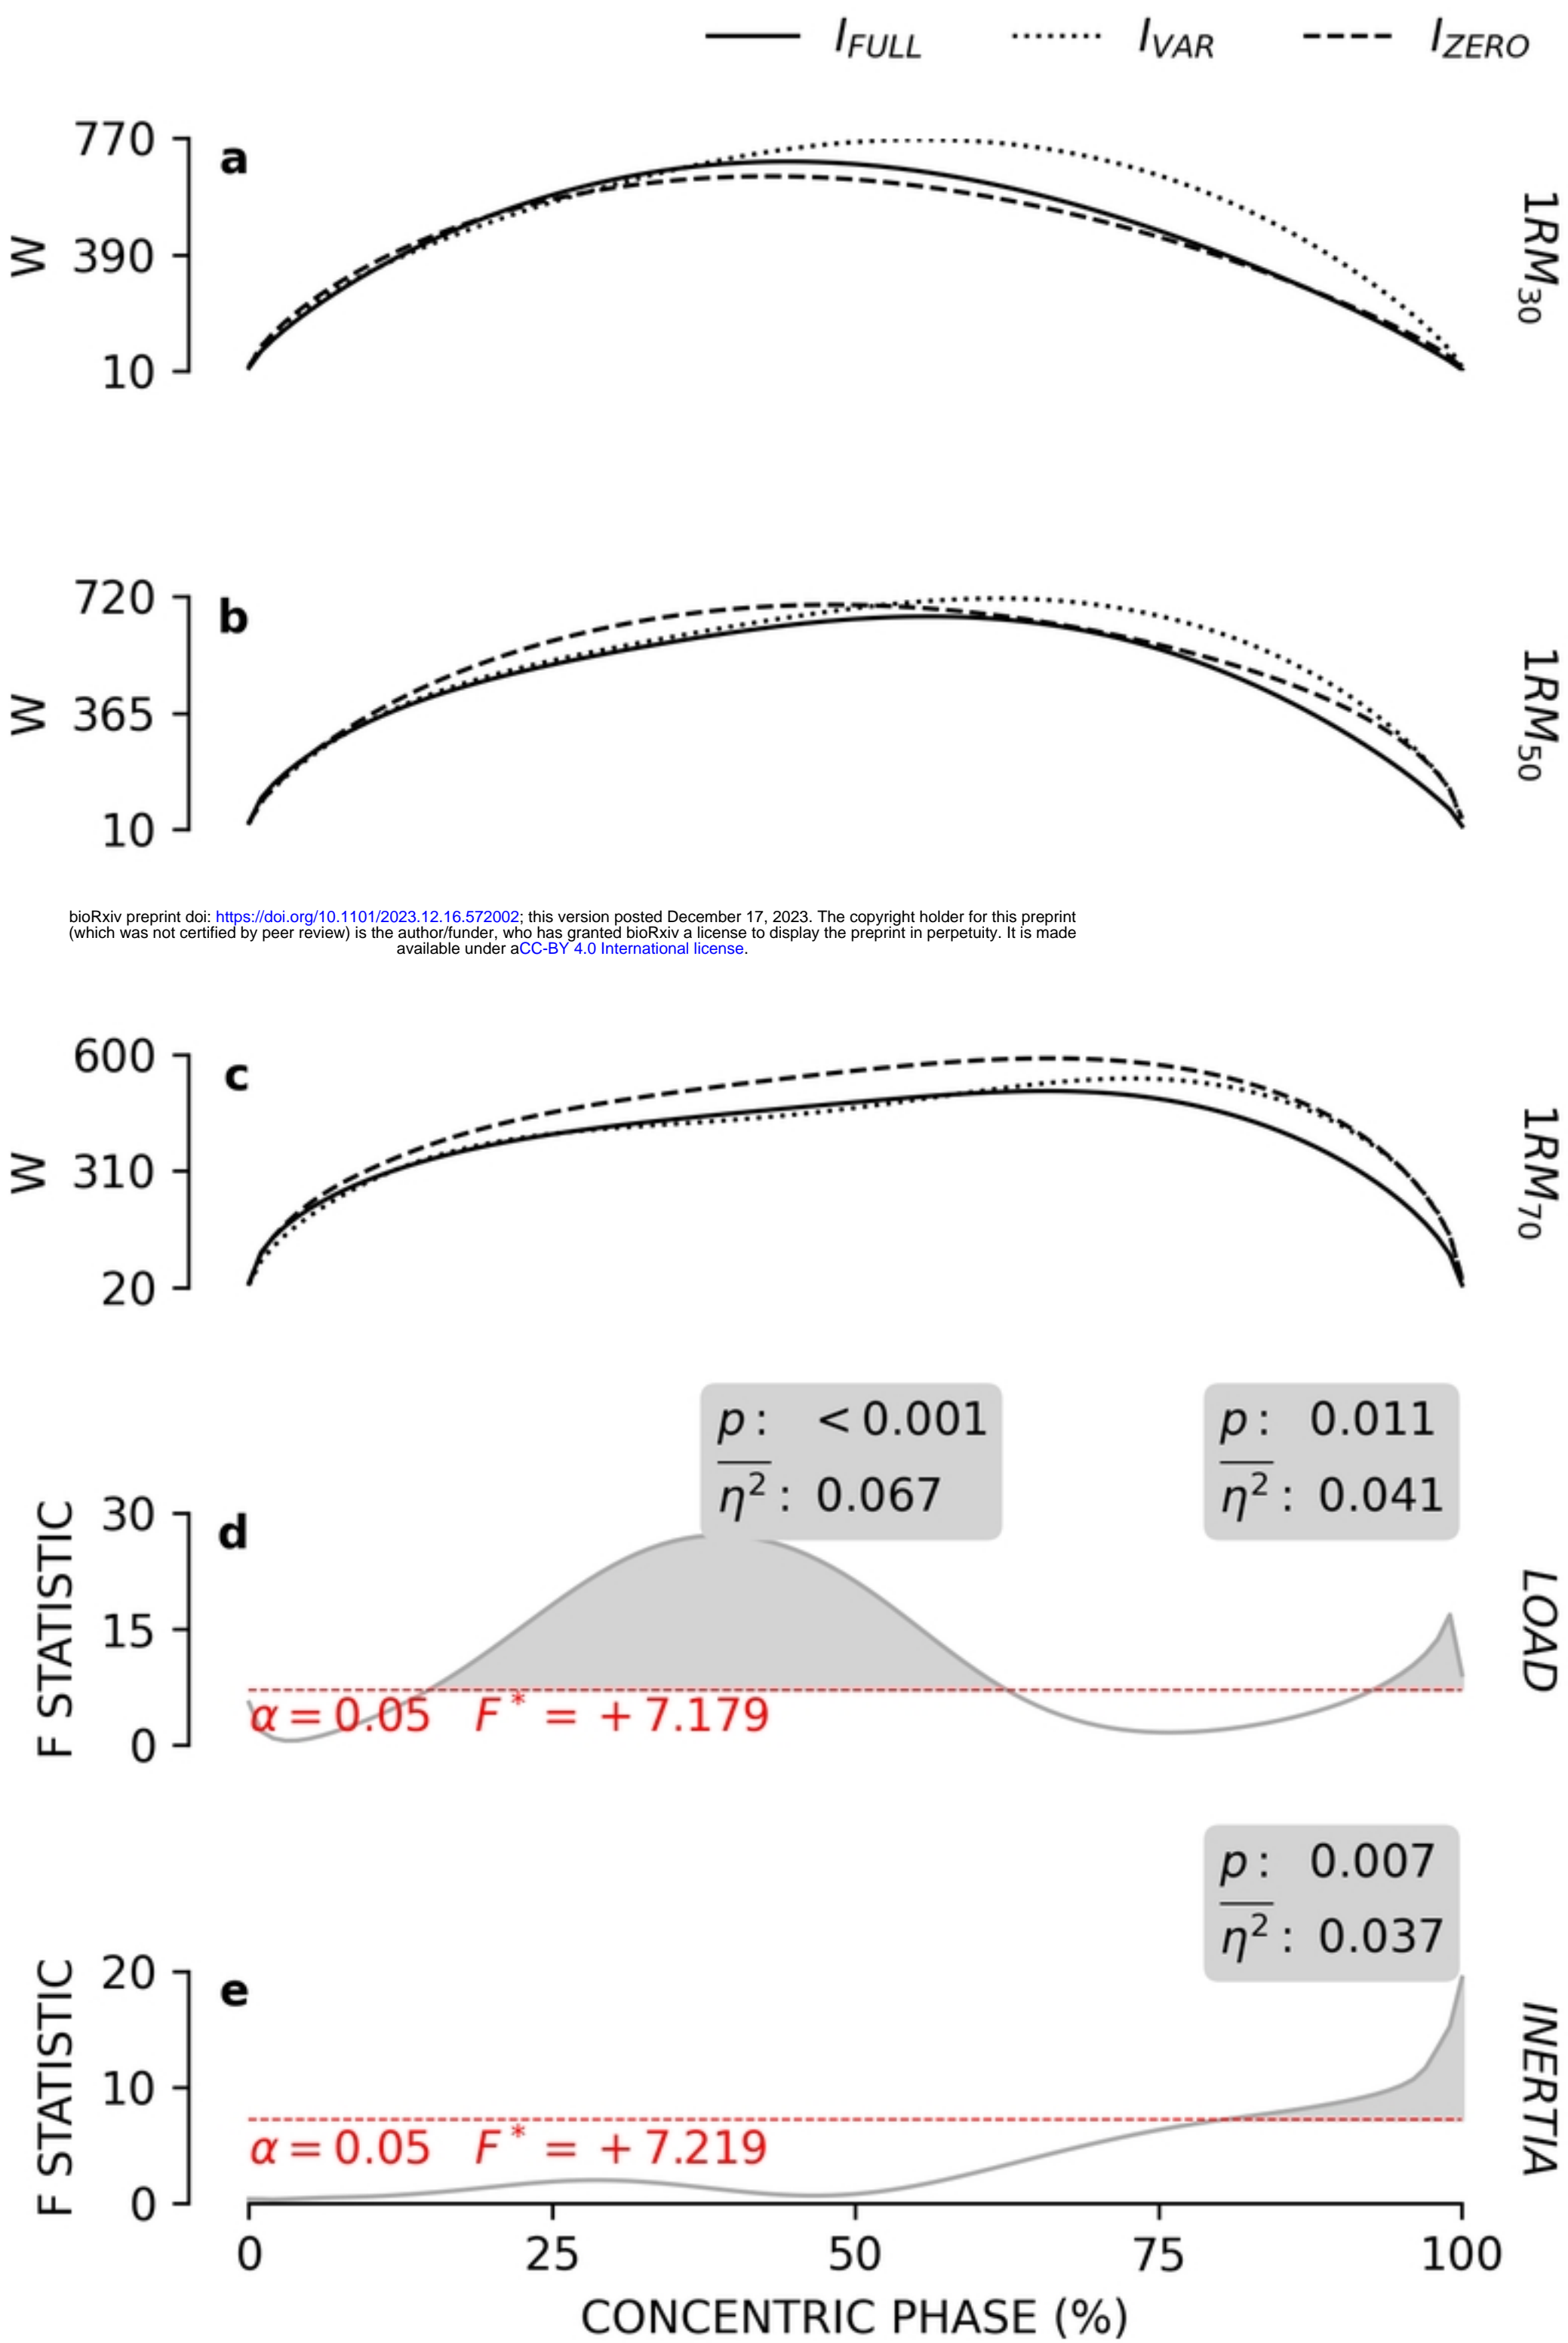 I_FULL I_VAR I_ZERO
770
a
W 390
10
1RM_30
720
b
W 365
10
1RM_50
bioRxiv preprint doi: https://doi.org/10.1101/2023.12.16.572002; this version posted December 17, 2023. The copyright holder for this preprint
(which was not certified by peer review) is the author/funder, who has granted bioRxiv a license to display the preprint in perpetuity. It is made
available under aCC-BY 4.0 International license.
600
c
W 310
20
1RM_70
p: < 0.001
η²: 0.067
p: 0.011
η²: 0.041
30
d
F STATISTIC 15
0
α = 0.05 F* = +7.179
LOAD
p: 0.007
η²: 0.037
20
e
F STATISTIC 10
0
α = 0.05 F* = +7.219
INERTIA
0 25 50 75 100
CONCENTRIC PHASE (%)